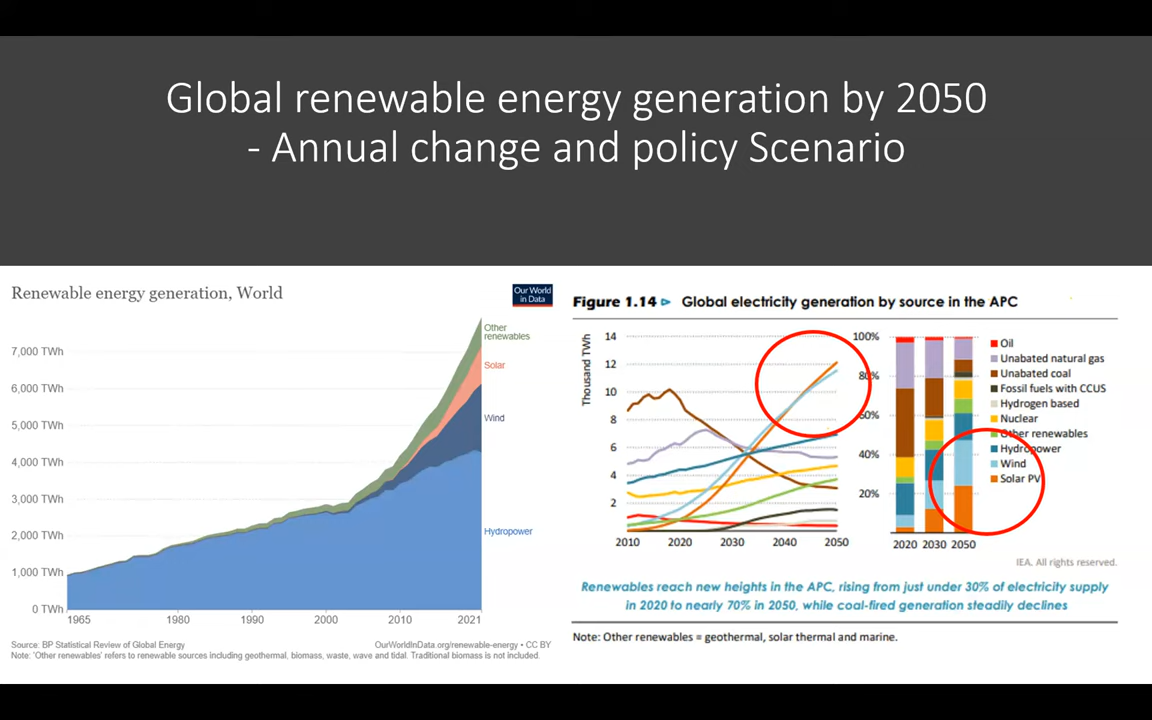 Global renewable energy generation by 2050
- Annual change and policy Scenario
Renewable energy generation, World
Our World
in Data
7,000 TWh
6,000 TWh
5,000 TWh
4,000 TWh
3,000 TWh
2,000 TWh
1,000 TWh
0 TWh
1965
1980
1990
2000
2010
2021
Other
renewables
Solar
Wind
Hydropower
Source: BP Statistical Review of Global Energy
OurWorldInData.org/renewable-energy • CC BY
Note: 'Other renewables' refers to renewable sources including geothermal, biomass, waste, wave and tidal. Traditional biomass is not included.
Figure 1.14 ▷ Global electricity generation by source in the APC
Thousand TWh
14
12
10
8
6
4
2
2010
2020
2030
2040
2050
100%
80%
60%
40%
20%
2020
2030
2050
Oil
Unabated natural gas
Unabated coal
Fossil fuels with CCUS
Hydrogen based
Nuclear
Other renewables
Hydropower
Wind
Solar PV
IEA. All rights reserved.
Renewables reach new heights in the APC, rising from just under 30% of electricity supply
in 2020 to nearly 70% in 2050, while coal-fired generation steadily declines
Note: Other renewables = geothermal, solar thermal and marine.